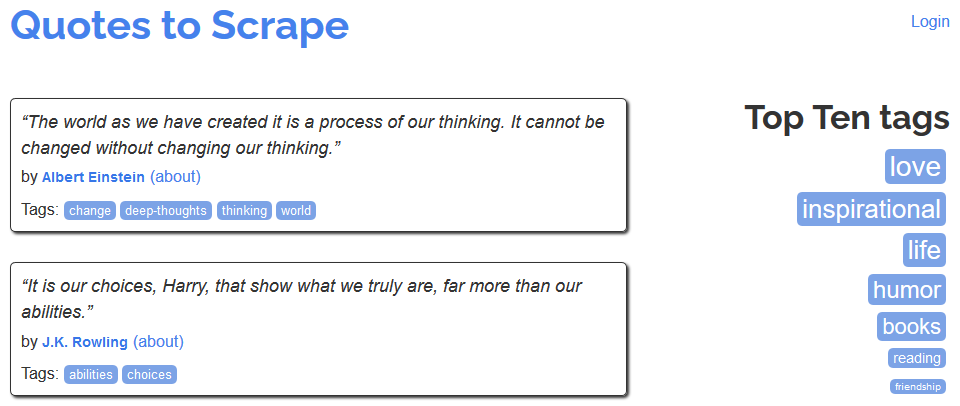 Quotes to Scrape
Login
“The world as we have created it is a process of our thinking. It cannot be
changed without changing our thinking.”
by Albert Einstein (about)
Tags: change deep-thoughts thinking world
“It is our choices, Harry, that show what we truly are, far more than our
abilities.”
by J.K. Rowling (about)
Tags: abilities choices
Top Ten tags
love
inspirational
life
humor
books
reading
friendship